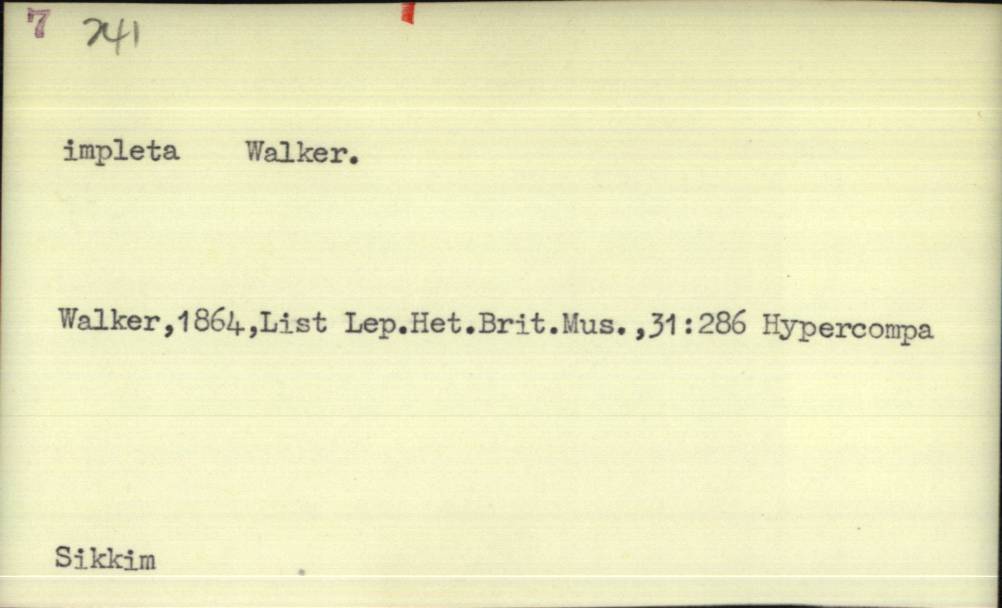 7 241
impleta Walker.
Walker,1864,List Lep.Het.Brit.Mus.,31:286 Hypercompa
Sikkim